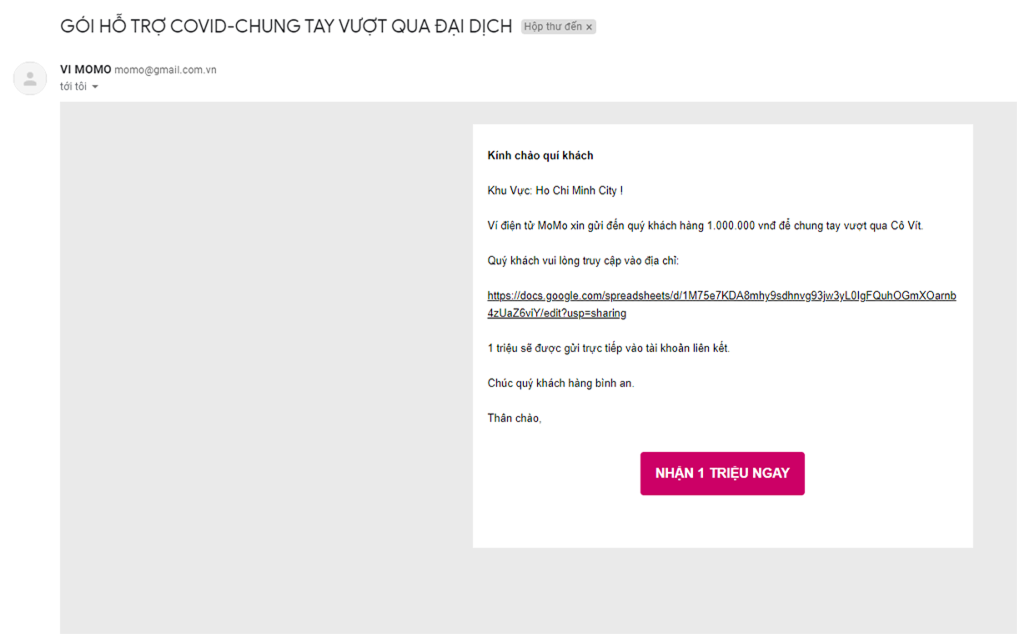 GÓI HỖ TRỢ COVID-CHUNG TAY VƯỢT QUA ĐẠI DỊCH Hộp thư đến ×
VI MOMO momo@gmail.com.vn
tới tôi
Kính chào quí khách
Khu Vực: Ho Chi Minh City !
Ví điện tử MoMo xin gửi đến quý khách hàng 1.000.000 vnđ để chung tay vượt qua Cô Vít.
Quý khách vui lòng truy cập vào địa chỉ:
https://docs.google.com/spreadsheets/d/1M75e7KDA8mhy9sdhnvg93jw3yL0IgFQuhOGmXOarnb
4zUaZ6viY/edit?usp=sharing
1 triệu sẽ được gửi trực tiếp vào tài khoản liên kết.
Chúc quý khách hàng bình an.
Thân chào,
NHẬN 1 TRIỆU NGAY